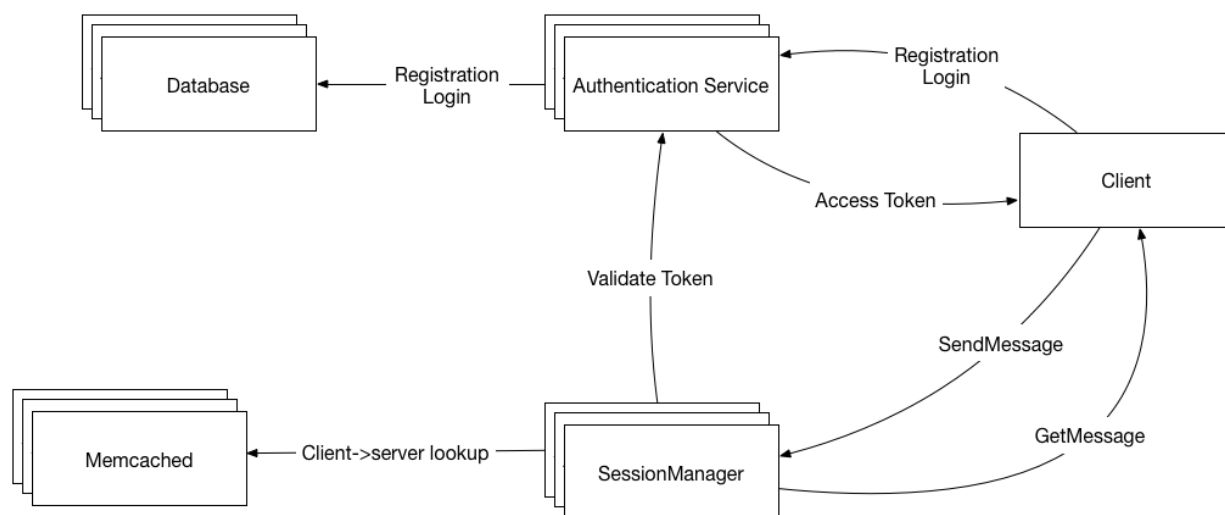 Database
Registration
Login
Authentication Service
Registration
Login
Client
Access Token
Validate Token
SendMessage
GetMessage
Memcached
Client->server lookup
SessionManager